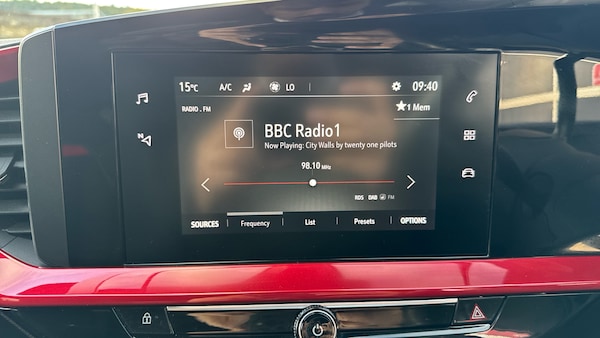 15°C A/C LO 09:40
RADIO . FM
1 Mem
BBC Radio1
Now Playing: City Walls by twenty one pilots
98.10 MHz
RDS DAB FM
SOURCES Frequency List Presets OPTIONS
N